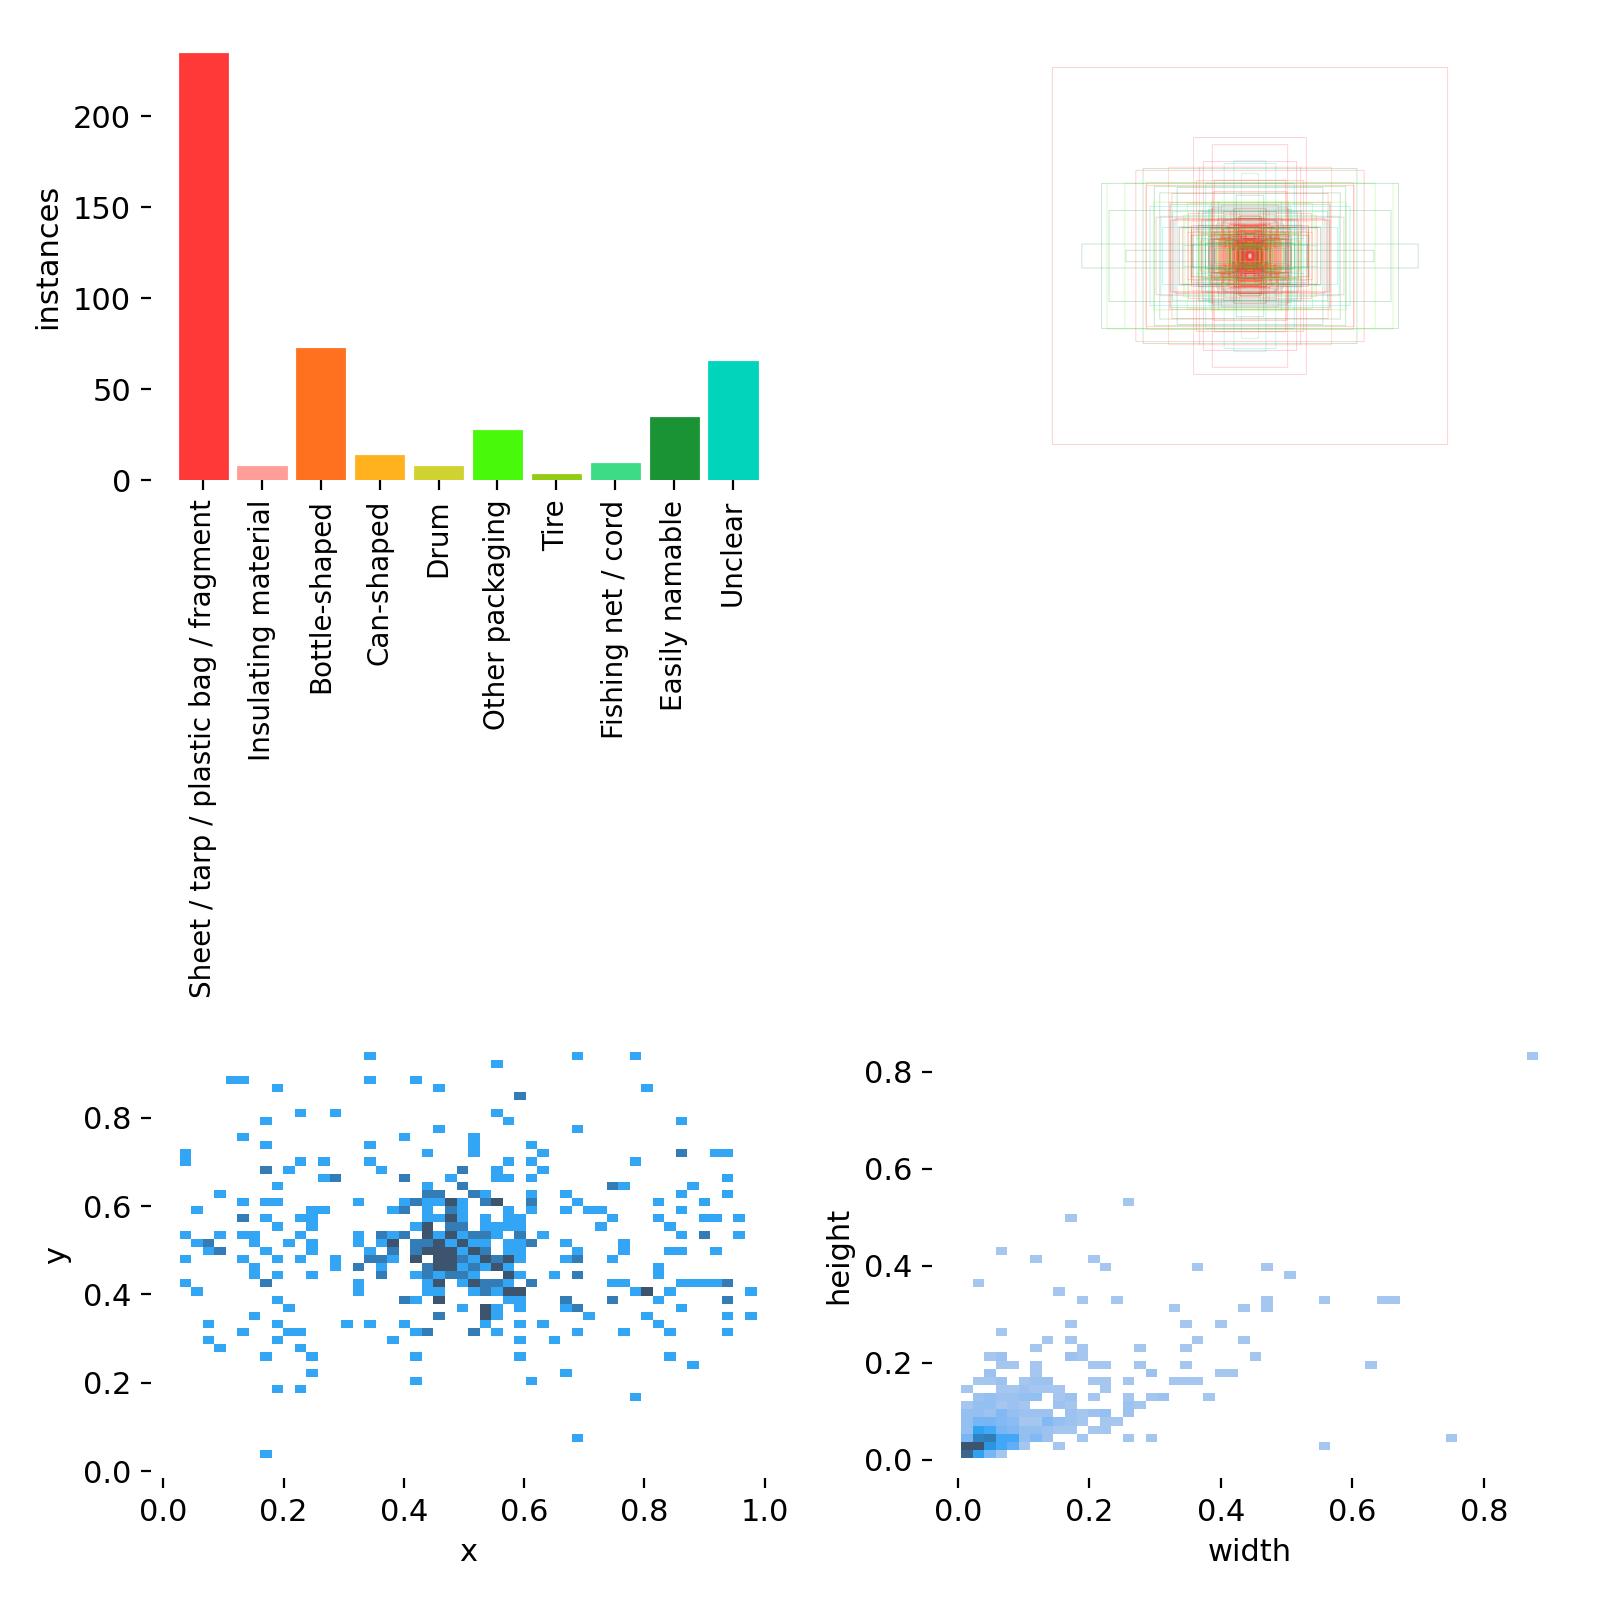 instances
200
150
100
50
0
Sheet / tarp / plastic bag / fragment
Insulating material
Bottle-shaped
Can-shaped
Drum
Other packaging
Tire
Fishing net / cord
Easily namable
Unclear
y
0.8
0.6
0.4
0.2
0.0
0.0 0.2 0.4 0.6 0.8 1.0
x
height
0.8
0.6
0.4
0.2
0.0
0.0 0.2 0.4 0.6 0.8
width